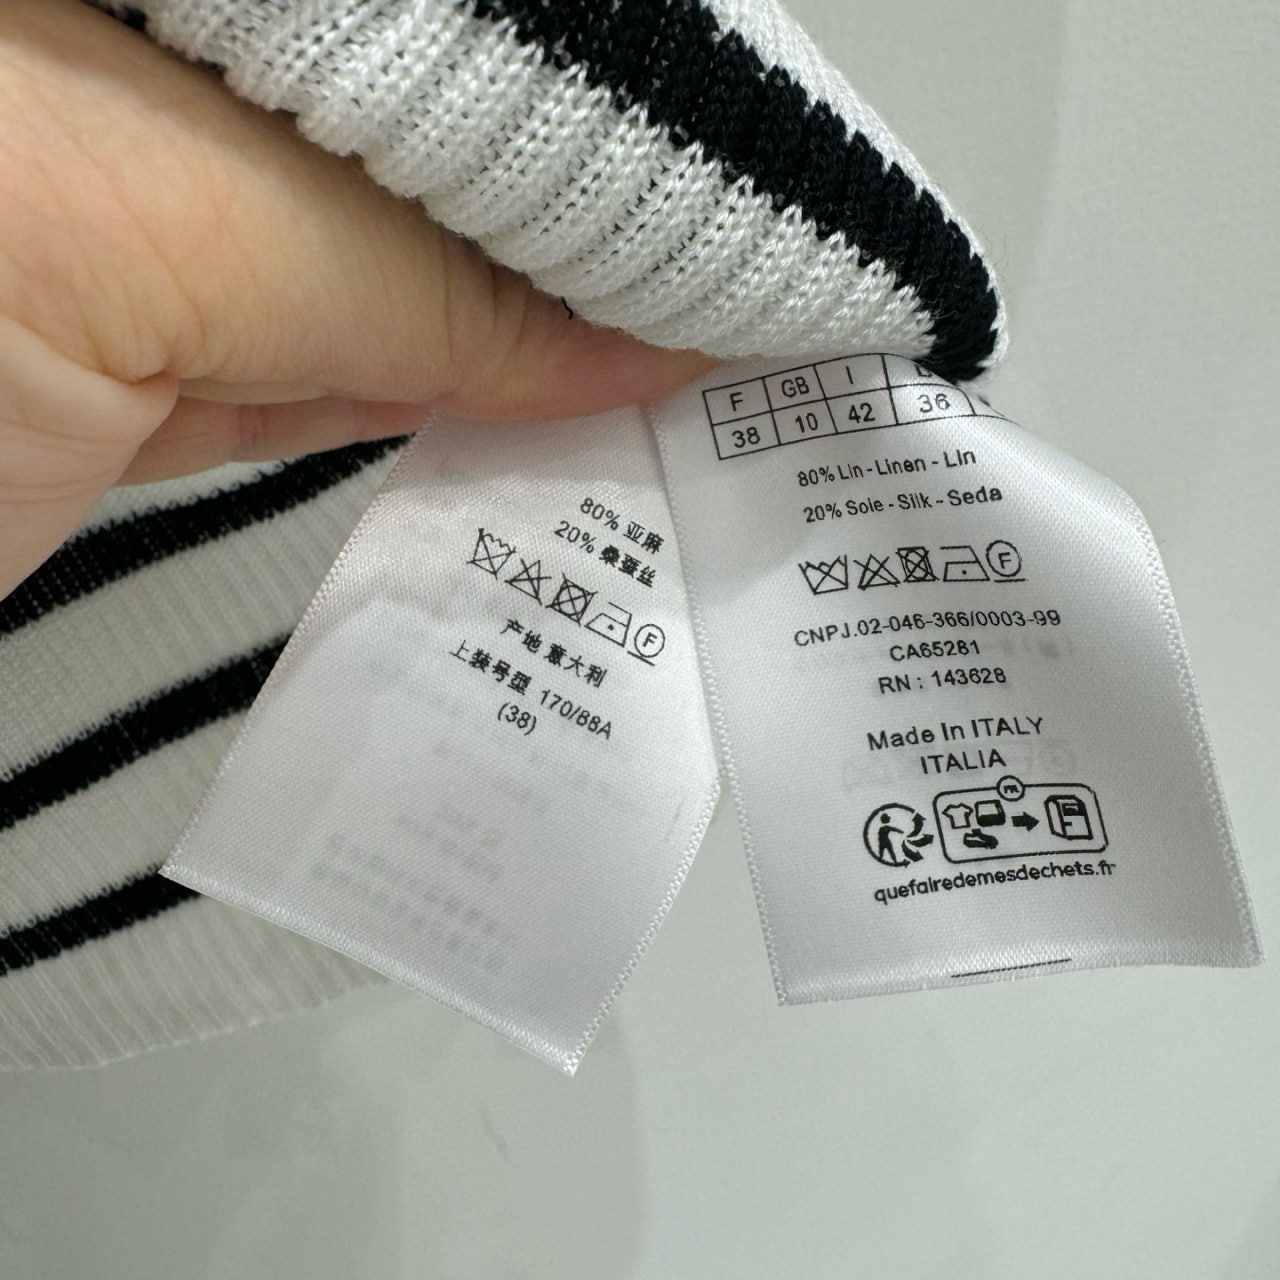 80% 亚麻
20% 桑蚕丝
F
产地 意大利
上装号型 170/88A
(38)
F GB I
38 10 42 36
80% Lin - Linen - Lin
20% Soie - Silk - Seda
F
CNPJ.02-046-366/0003-99
CA65281
RN : 143628
Made In ITALY
ITALIA
FR
quefairedemesdechets.fr